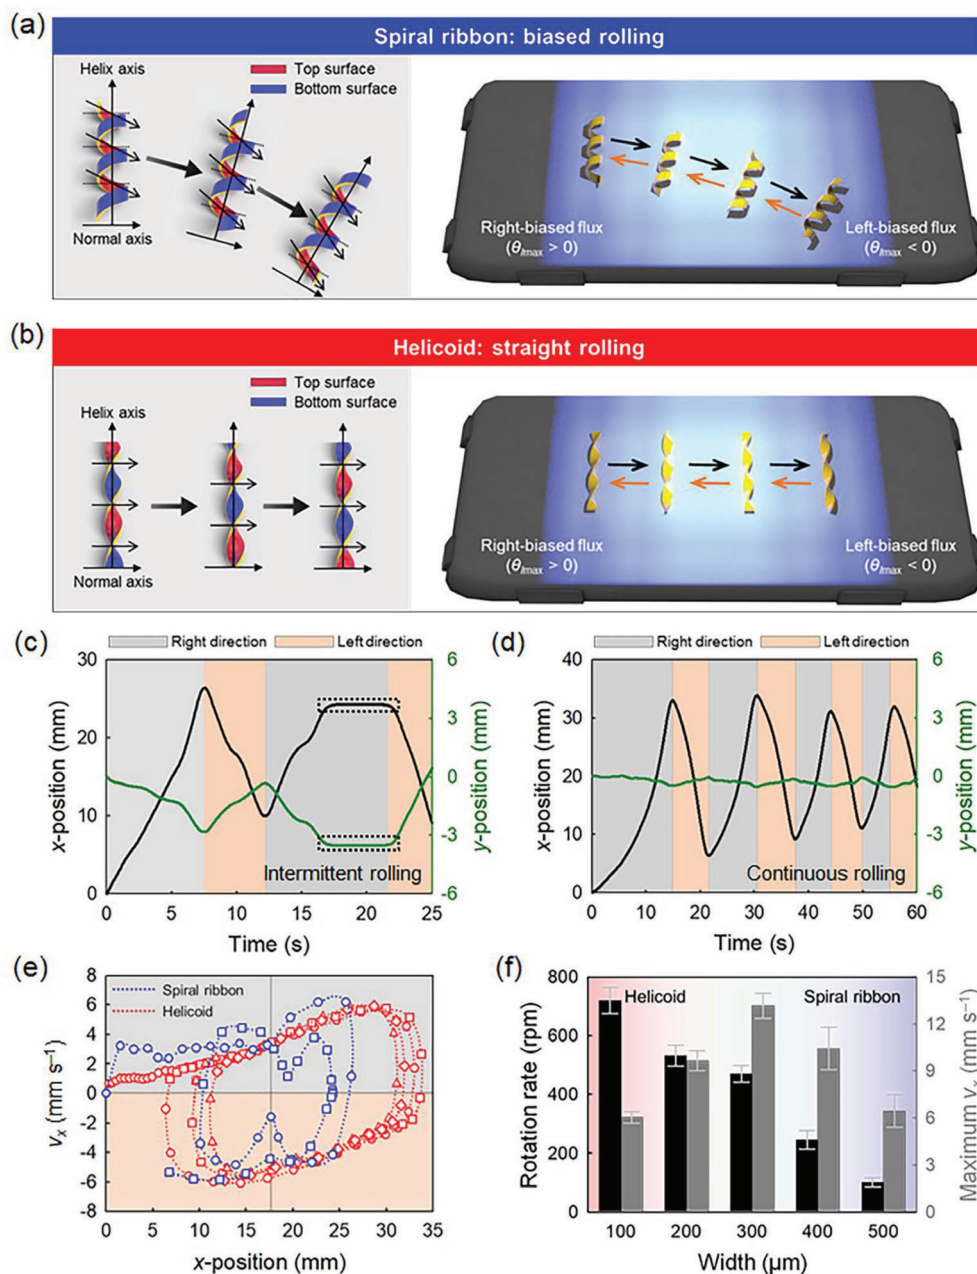 (a)
Spiral ribbon: biased rolling
Helix axis
Top surface
Bottom surface
Normal axis
Right-biased flux
(θImax > 0)
Left-biased flux
(θImax < 0)
(b)
Helicoid: straight rolling
Top surface
Bottom surface
Helix axis
Normal axis
Right-biased flux
(θImax > 0)
Left-biased flux
(θImax < 0)
(c)
Right direction
Left direction
30
20
10
0
x-position (mm)
6
3
0
-3
-6
y-position (mm)
Intermittent rolling
0 5 10 15 20 25
Time (s)
(d)
Right direction
Left direction
40
30
20
10
0
x-position (mm)
6
3
0
-3
-6
y-position (mm)
Continuous rolling
0 10 20 30 40 50 60
Time (s)
(e)
8
6
4
2
0
-2
-4
-6
-8
vx (mm s⁻¹)
Spiral ribbon
Helicoid
0 5 10 15 20 25 30 35
x-position (mm)
(f)
800
600
400
200
0
Rotation rate (rpm)
Helicoid
Spiral ribbon
15
12
9
6
3
0
Maximum vx (mm s⁻¹)
100 200 300 400 500
Width (µm)